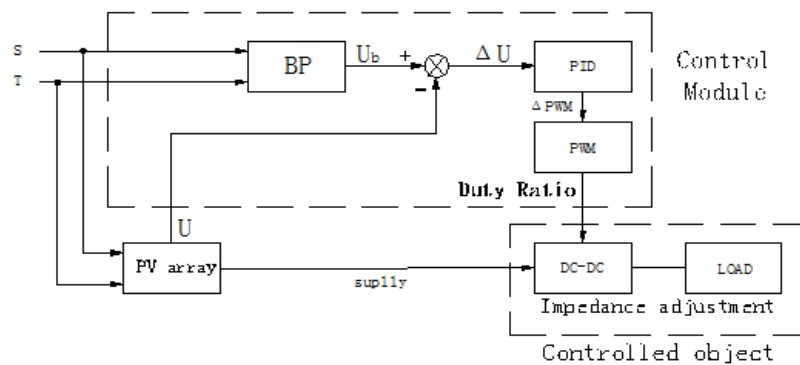 S
T
BP
Ub
+
-
ΔU
PID
Control
Module
ΔPWM
PWM
Duty Ratio
U
PV array
suplly
DC-DC
LOAD
Impedance adjustment
Controlled object